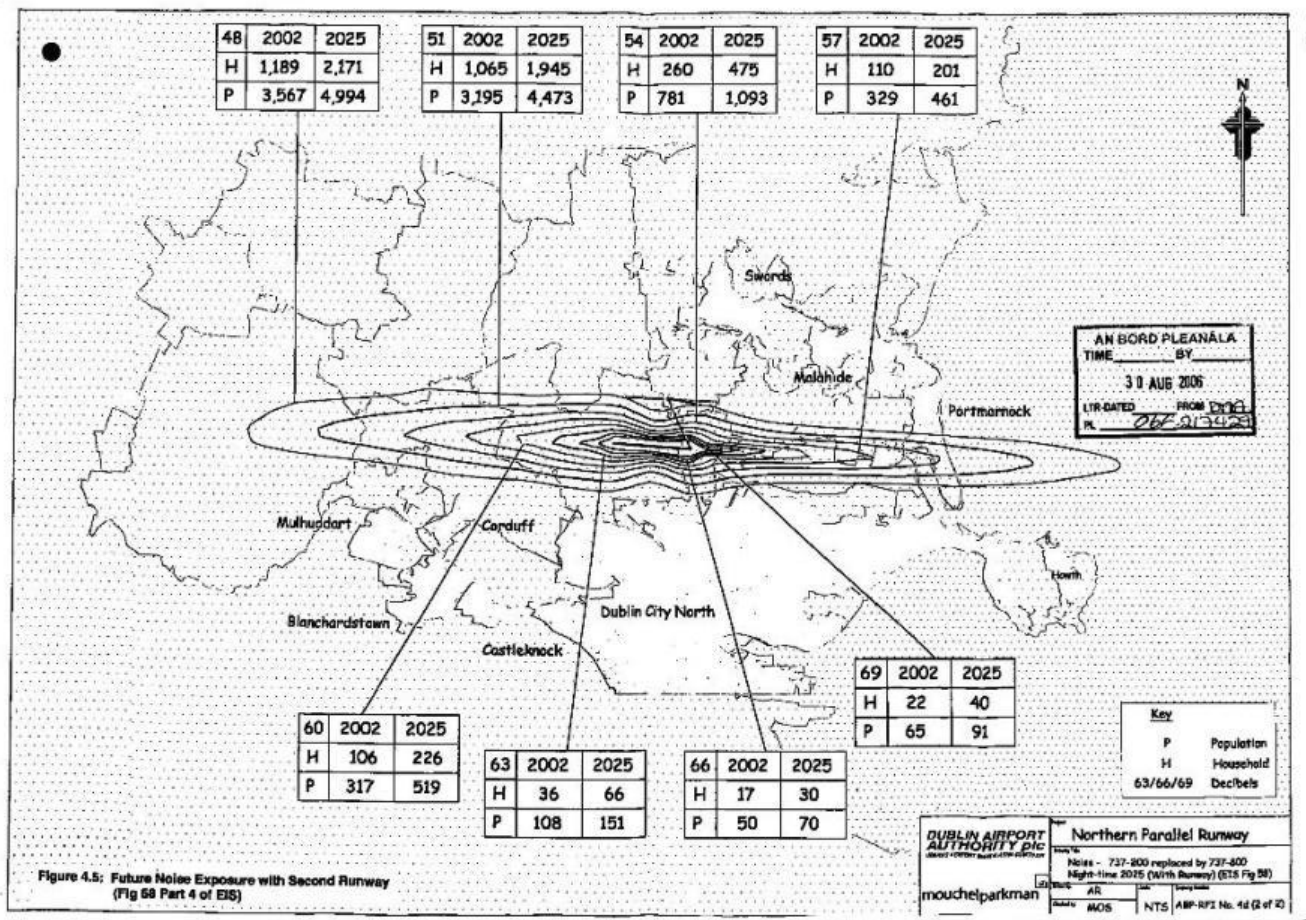 48 2002 2025
H 1,189 2,171
P 3,567 4,994
51 2002 2025
H 1,065 1,945
P 3,195 4,473
54 2002 2025
H 260 475
P 781 1,093
57 2002 2025
H 110 201
P 329 461
N
Swords
Malahide
Portmarnock
AN BORD PLEANÁLA
TIME BY
30 AUG 2006
LTR-DATED FROM
PL
Mulhuddart
Corduff
Howth
Blanchardstown
Dublin City North
Castleknock
60 2002 2025
H 106 226
P 317 519
63 2002 2025
H 36 66
P 108 151
66 2002 2025
H 17 30
P 50 70
69 2002 2025
H 22 40
P 65 91
Key
P Population
H Household
63/66/69 Decibels
DUBLIN AIRPORT
AUTHORITY plc
Northern Parallel Runway
Noise - 737-200 replaced by 737-800
Night-time 2025 (With Runway) (EIS Fig 58)
mouchelparkman
AR
MOS
NTS
ABP-RFI No. 4d (2 of 2)
Figure 4.5: Future Noise Exposure with Second Runway
(Fig 58 Part 4 of EIS)